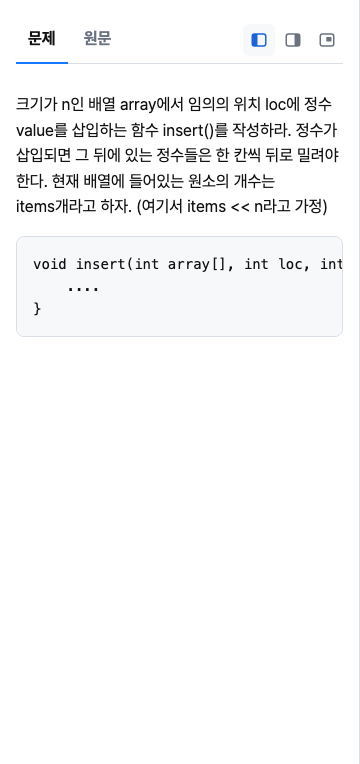 문제 원문
크기가 n인 배열 array에서 임의의 위치 loc에 정수
value를 삽입하는 함수 insert()를 작성하라. 정수가
삽입되면 그 뒤에 있는 정수들은 한 칸씩 뒤로 밀려야
한다. 현재 배열에 들어있는 원소의 개수는
items개라고 하자. (여기서 items << n라고 가정)
void insert(int array[], int loc, int
    ....
}